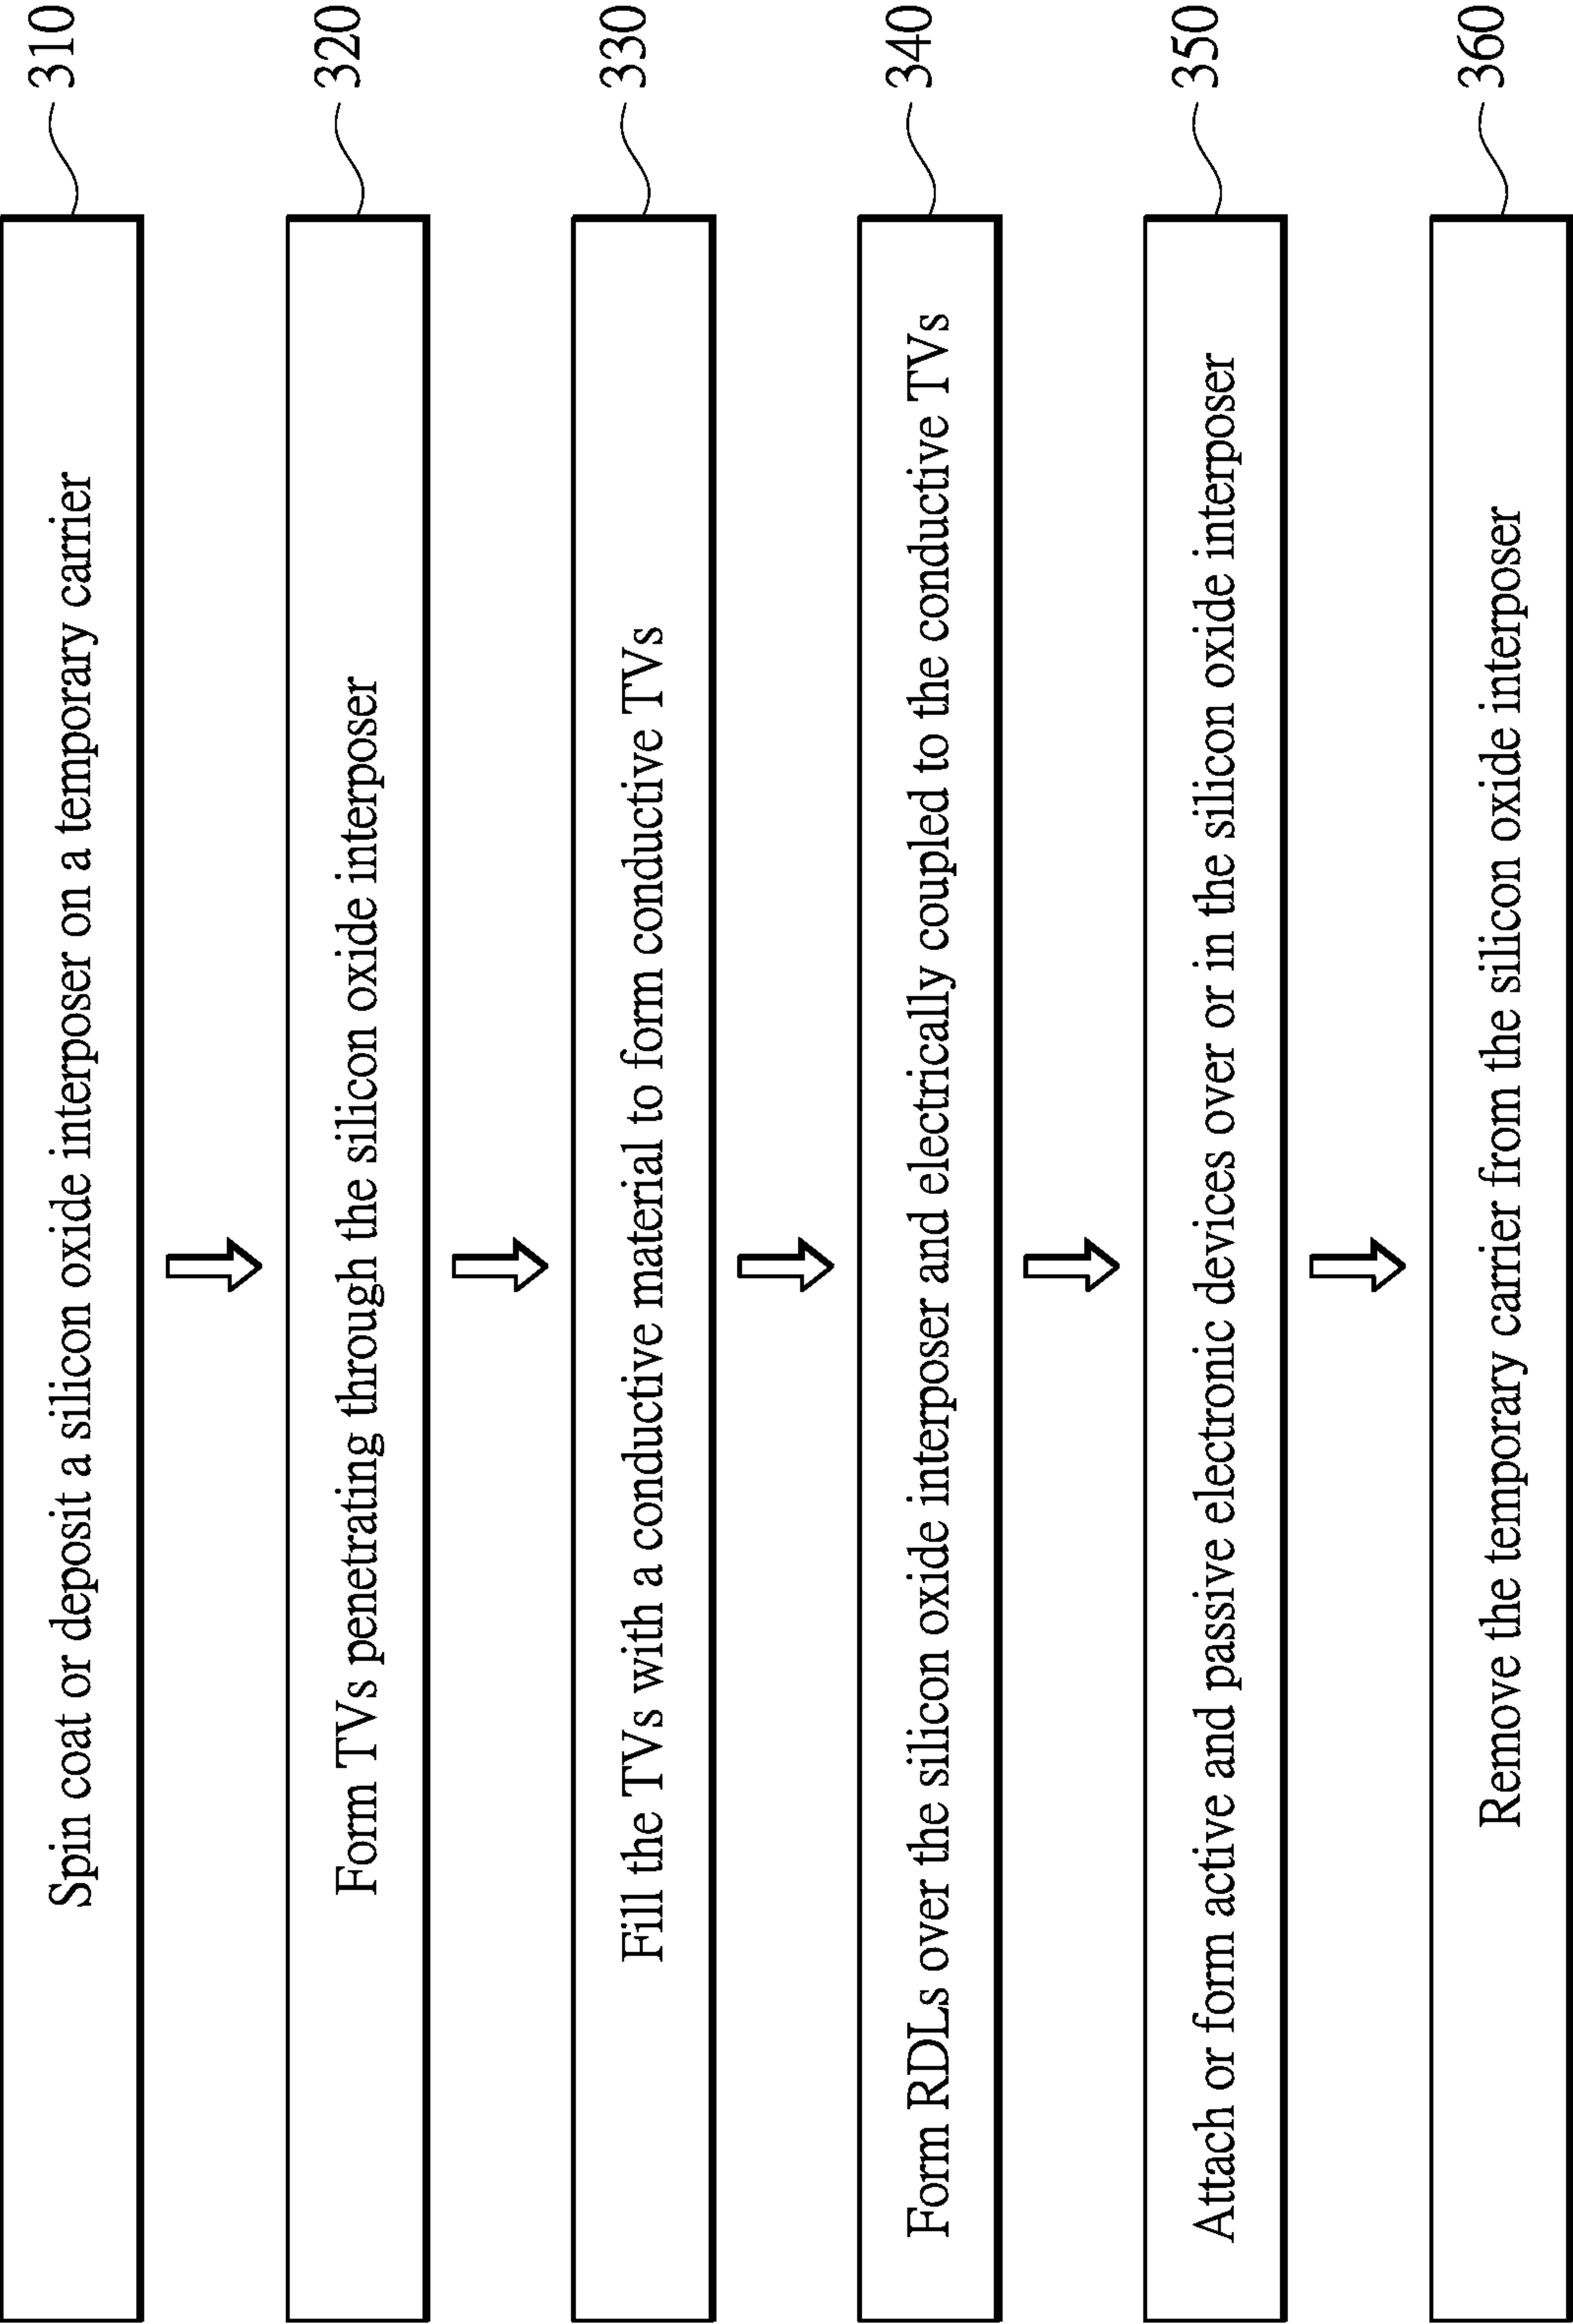 Spin coat or deposit a silicon oxide interposer on a temporary carrier
310
Form TVs penetrating through the silicon oxide interposer
320
Fill the TVs with a conductive material to form conductive TVs
330
Form RDLs over the silicon oxide interposer and electrically coupled to the conductive TVs
340
Attach or form active and passive electronic devices over or in the silicon oxide interposer
350
Remove the temporary carrier from the silicon oxide interposer
360